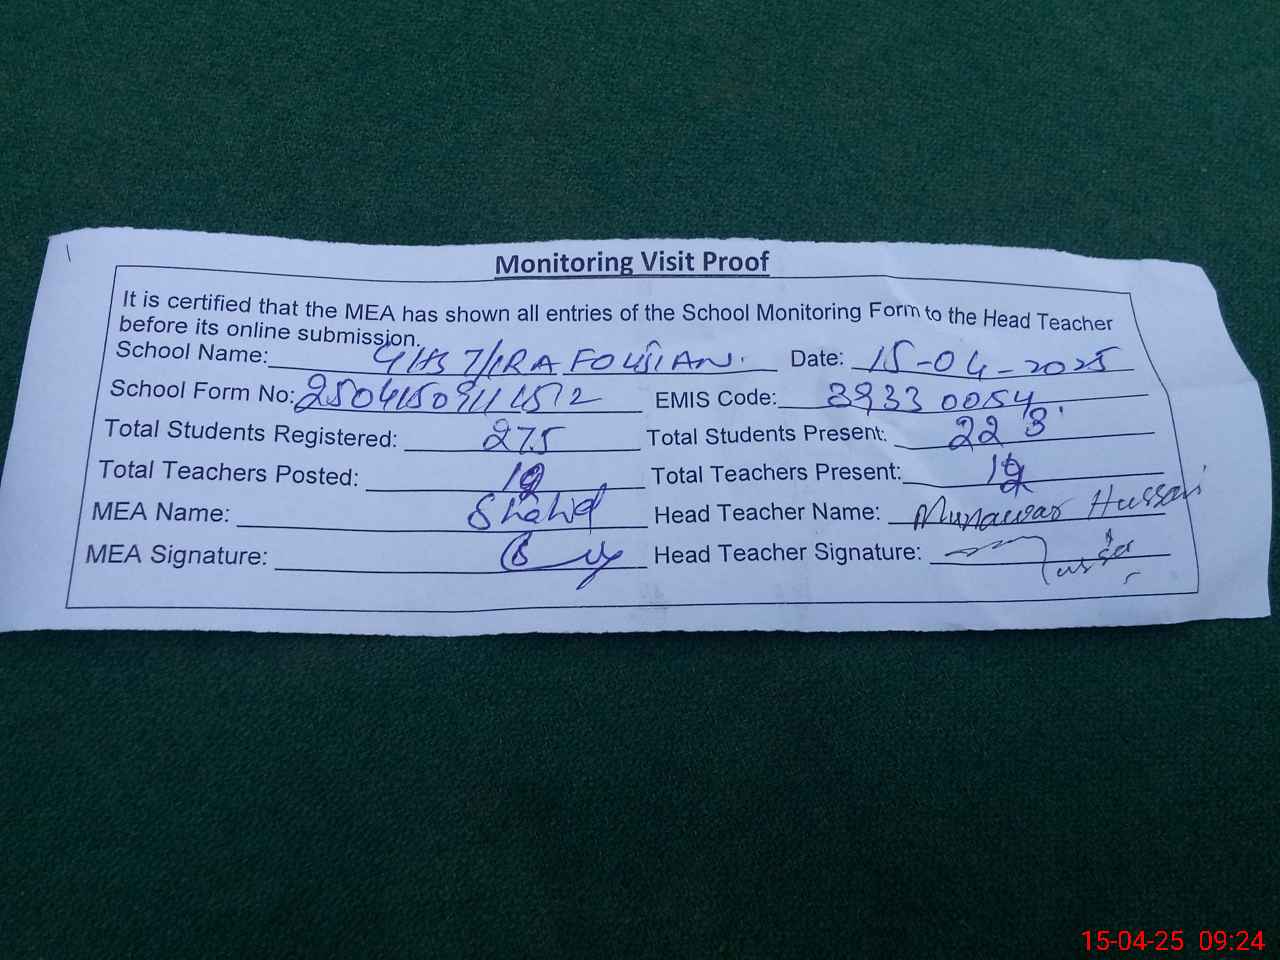 Monitoring Visit Proof
It is certified that the MEA has shown all entries of the School Monitoring Form to the Head Teacher
before its online submission.
School Name: FOUJIAN. Date: 15-04-2025
School Form No: EMIS Code: 39330054
Total Students Registered: 275 Total Students Present: 223
Total Teachers Posted: Total Teachers Present:
MEA Name: Shahid Head Teacher Name: Munawar Hussain
MEA Signature: Head Teacher Signature:
15-04-25 09:24